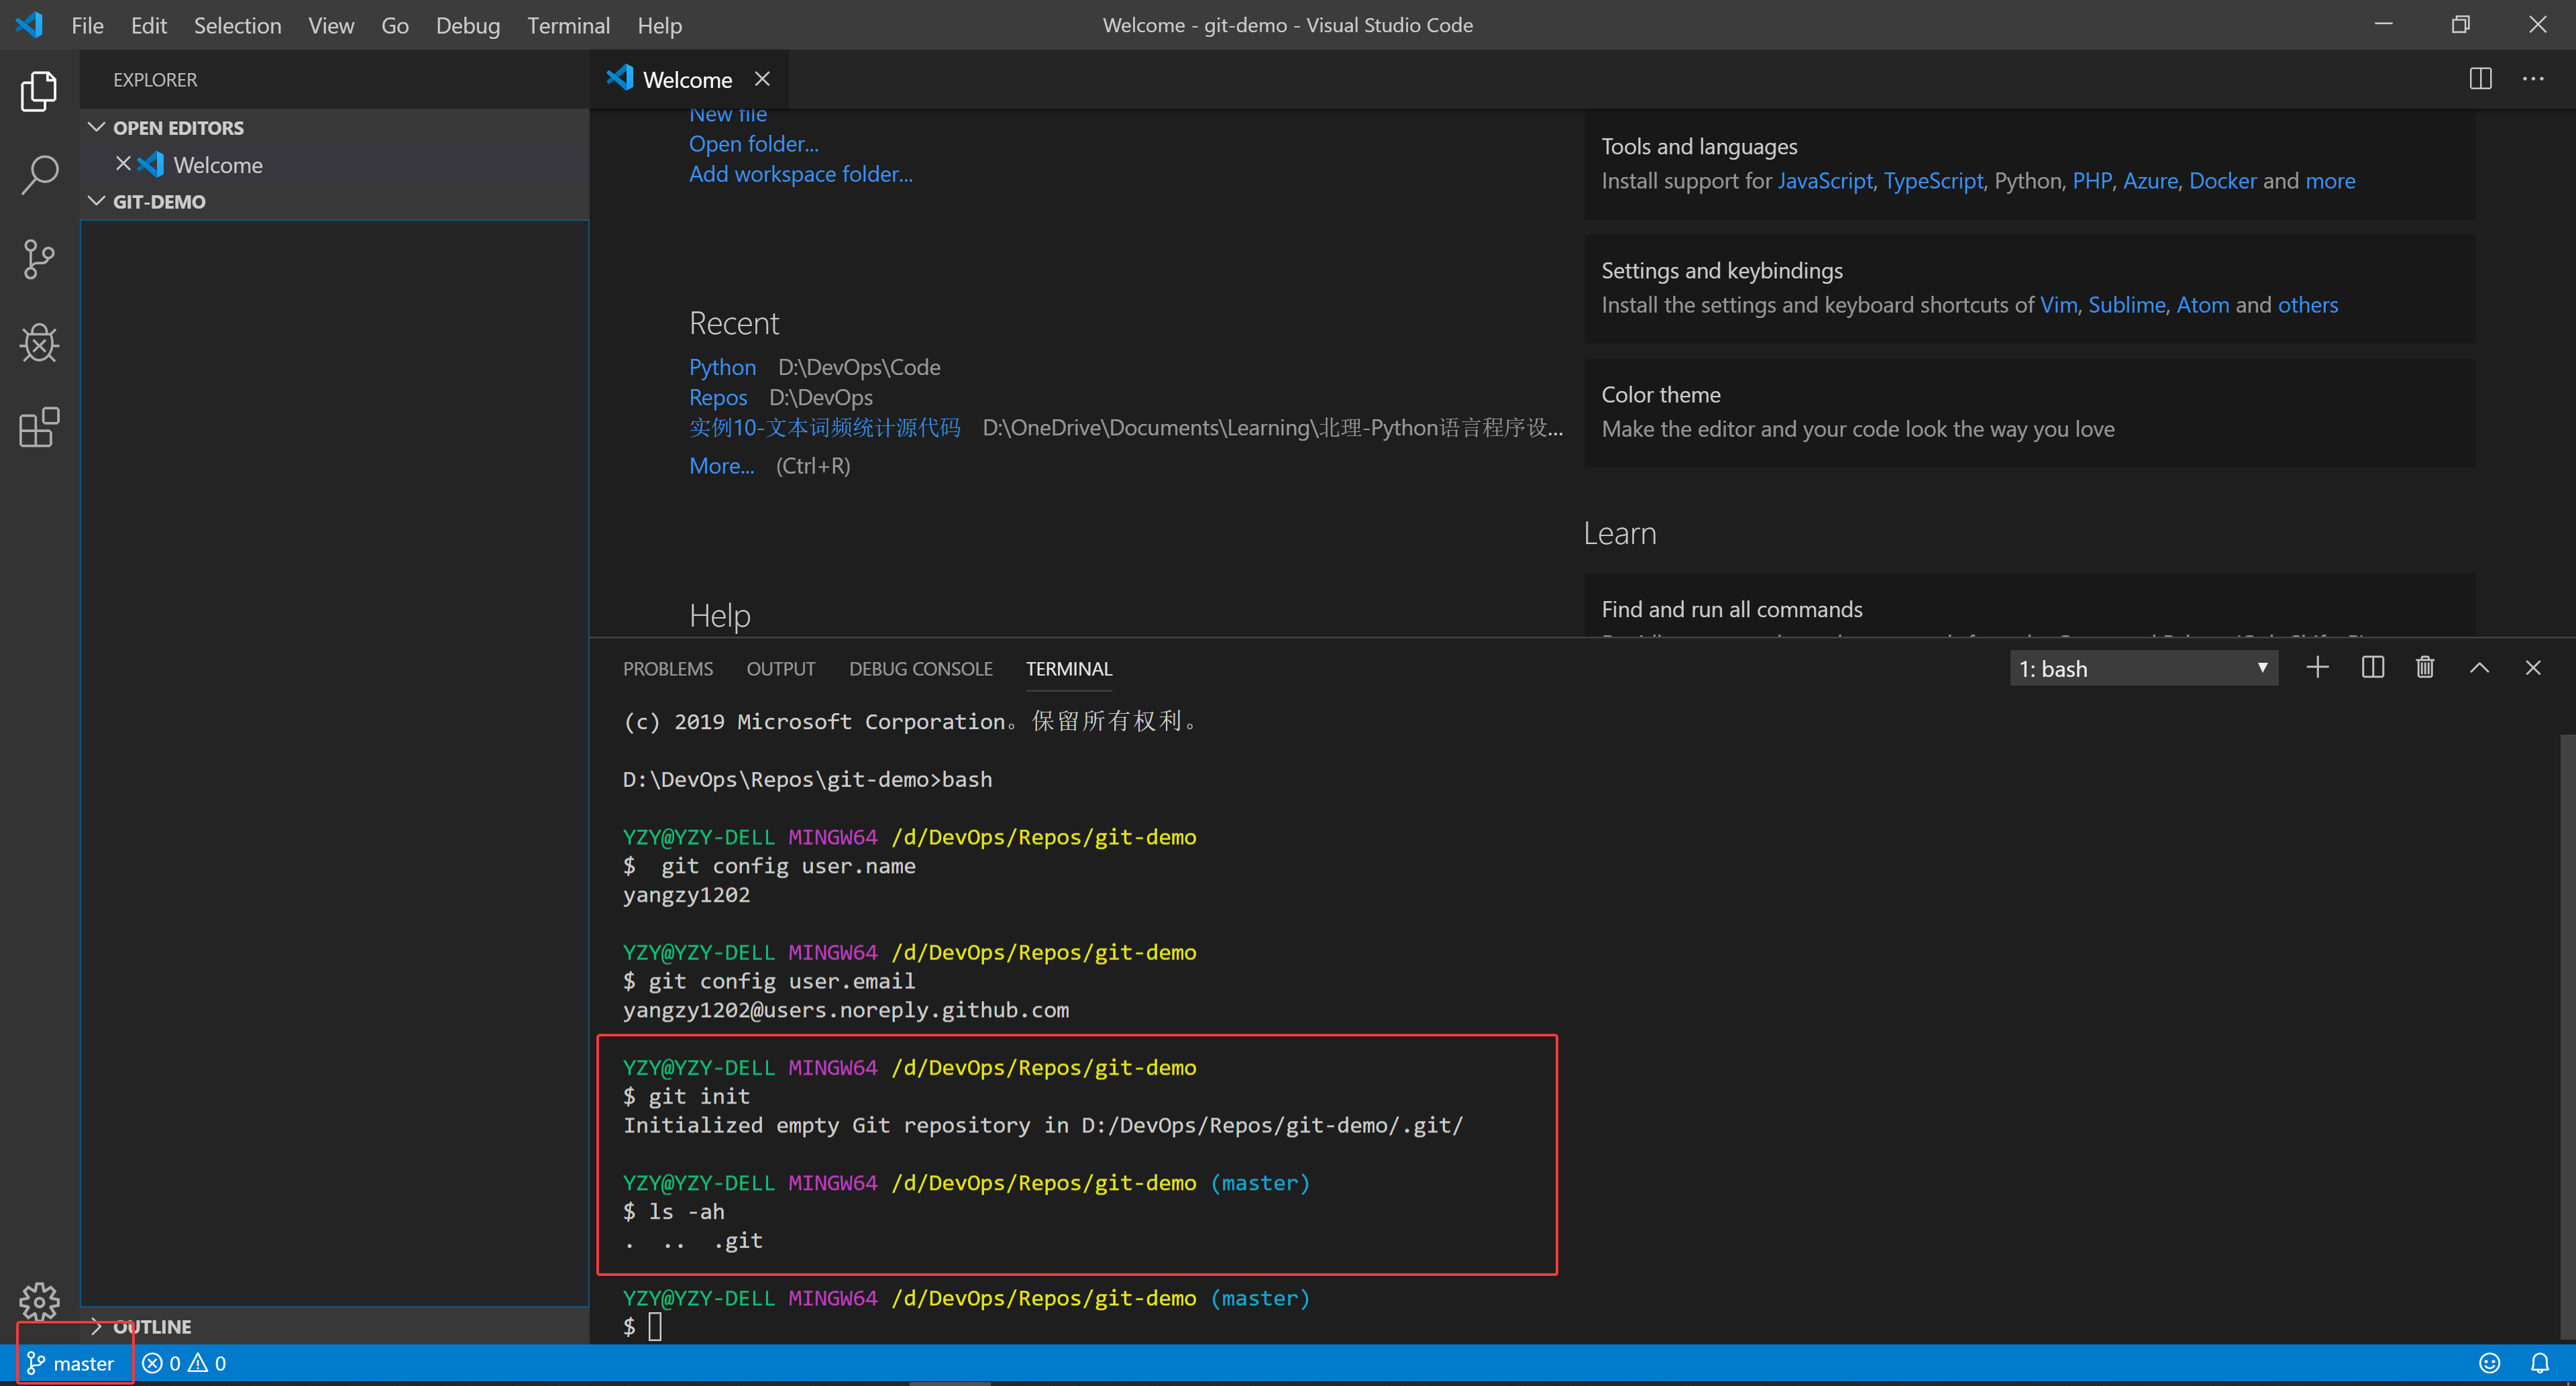 File Edit Selection View Go Debug Terminal Help
Welcome - git-demo - Visual Studio Code
EXPLORER
OPEN EDITORS
Welcome
GIT-DEMO
OUTLINE
Welcome
New file
Open folder...
Add workspace folder...
Recent
Python D:\DevOps\Code
Repos D:\DevOps
实例10-文本词频统计源代码 D:\OneDrive\Documents\Learning\北理-Python语言程序设...
More... (Ctrl+R)
Help
Tools and languages
Install support for JavaScript, TypeScript, Python, PHP, Azure, Docker and more
Settings and keybindings
Install the settings and keyboard shortcuts of Vim, Sublime, Atom and others
Color theme
Make the editor and your code look the way you love
Learn
Find and run all commands
PROBLEMS OUTPUT DEBUG CONSOLE TERMINAL
1: bash
(c) 2019 Microsoft Corporation。保留所有权利。
D:\DevOps\Repos\git-demo>bash
YZY@YZY-DELL MINGW64 /d/DevOps/Repos/git-demo
$  git config user.name
yangzy1202
YZY@YZY-DELL MINGW64 /d/DevOps/Repos/git-demo
$ git config user.email
yangzy1202@users.noreply.github.com
YZY@YZY-DELL MINGW64 /d/DevOps/Repos/git-demo
$ git init
Initialized empty Git repository in D:/DevOps/Repos/git-demo/.git/
YZY@YZY-DELL MINGW64 /d/DevOps/Repos/git-demo (master)
$ ls -ah
.  ..  .git
YZY@YZY-DELL MINGW64 /d/DevOps/Repos/git-demo (master)
$
master 0 0